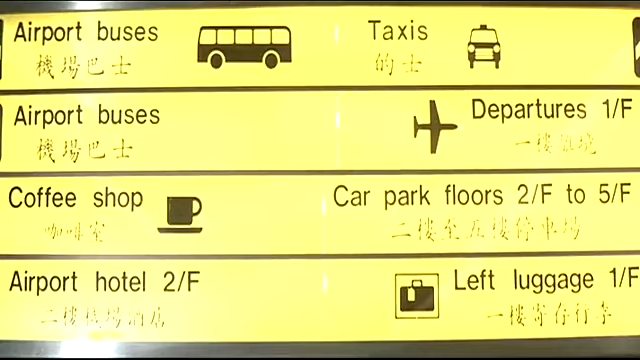 Airport buses
機場巴士
Taxis
的士
Airport buses
機場巴士
Departures 1/F
一樓離境
Coffee shop
咖啡室
Car park floors 2/F to 5/F
二樓至五樓停車場
Airport hotel 2/F
二樓機場酒店
Left luggage 1/F
一樓寄存行李